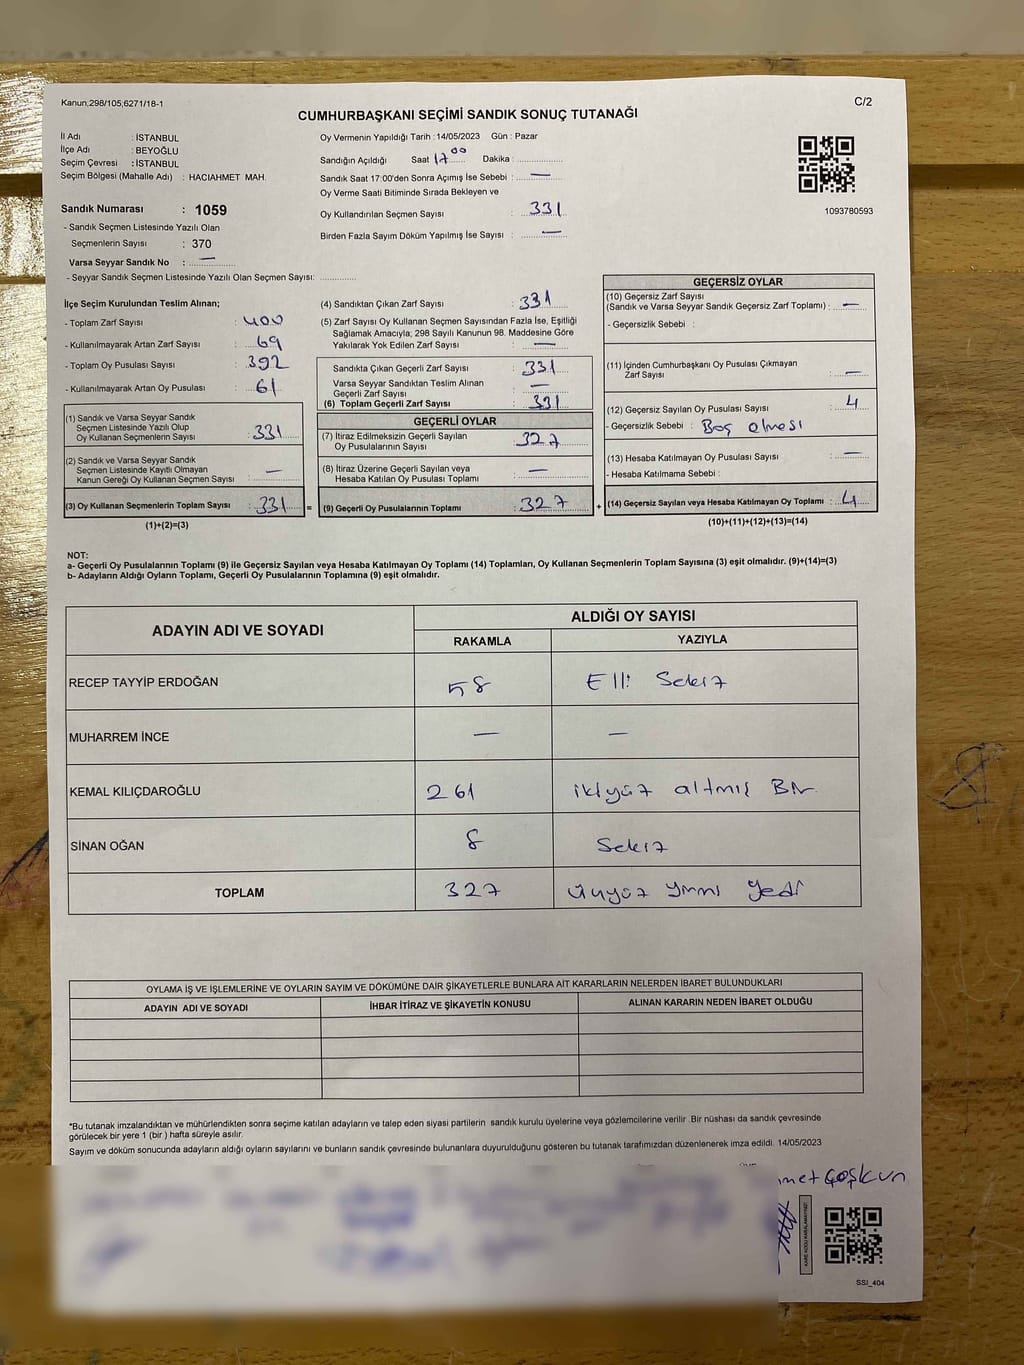 Kanun,298/105;6271/18-1
C/2
CUMHURBAŞKANI SEÇİMİ SANDIK SONUÇ TUTANAĞI
İl Adı : İSTANBUL
İlçe Adı : BEYOĞLU
Seçim Çevresi : İSTANBUL
Seçim Bölgesi (Mahalle Adı) : HACIAHMET MAH.
Sandık Numarası : 1059
- Sandık Seçmen Listesinde Yazılı Olan
Seçmenlerin Sayısı : 370
Varsa Seyyar Sandık No : —
- Seyyar Sandık Seçmen Listesinde Yazılı Olan Seçmen Sayısı: ............
Oy Vermenin Yapıldığı Tarih : 14/05/2023 Gün : Pazar
Sandığın Açıldığı Saat 17 00 Dakika : ............
Sandık Saat 17:00'den Sonra Açımış İse Sebebi : —
Oy Verme Saati Bitiminde Sırada Bekleyen ve
Oy Kullandırılan Seçmen Sayısı : 331
Birden Fazla Sayım Döküm Yapılmış İse Sayısı : —
1093780593
İlçe Seçim Kurulundan Teslim Alınan;
- Toplam Zarf Sayısı : 400
- Kullanılmayarak Artan Zarf Sayısı : 69
- Toplam Oy Pusulası Sayısı : 392
- Kullanılmayarak Artan Oy Pusulası : 61
(1) Sandık ve Varsa Seyyar Sandık
Seçmen Listesinde Yazılı Olup
Oy Kullanan Seçmenlerin Sayısı : 331
(2) Sandık ve Varsa Seyyar Sandık
Seçmen Listesinde Kayıtlı Olmayan
Kanun Gereği Oy Kullanan Seçmen Sayısı : —
(3) Oy Kullanan Seçmenlerin Toplam Sayısı : 331 =
(1)+(2)=(3)
(4) Sandıktan Çıkan Zarf Sayısı : 331
(5) Zarf Sayısı Oy Kullanan Seçmen Sayısından Fazla İse, Eşitliği
Sağlamak Amacıyla; 298 Sayılı Kanunun 98. Maddesine Göre
Yakılarak Yok Edilen Zarf Sayısı : —
Sandıkta Çıkan Geçerli Zarf Sayısı : 331
Varsa Seyyar Sandıktan Teslim Alınan
Geçerli Zarf Sayısı : —
(6) Toplam Geçerli Zarf Sayısı : 331
GEÇERLİ OYLAR
(7) İtiraz Edilmeksizin Geçerli Sayılan
Oy Pusulalarının Sayısı : 327
(8) İtiraz Üzerine Geçerli Sayılan veya
Hesaba Katılan Oy Pusulası Toplamı : —
(9) Geçerli Oy Pusulalarının Toplamı : 327 +
GEÇERSİZ OYLAR
(10) Geçersiz Zarf Sayısı
(Sandık ve Varsa Seyyar Sandık Geçersiz Zarf Toplamı) : —
- Geçersizlik Sebebi :
(11) İçinden Cumhurbaşkanı Oy Pusulası Çıkmayan
Zarf Sayısı : —
(12) Geçersiz Sayılan Oy Pusulası Sayısı : 4
- Geçersizlik Sebebi : Boş olması
(13) Hesaba Katılmayan Oy Pusulası Sayısı : —
- Hesaba Katılmama Sebebi :
(14) Geçersiz Sayılan veya Hesaba Katılmayan Oy Toplamı : 4
(10)+(11)+(12)+(13)=(14)
NOT:
a- Geçerli Oy Pusulalarının Toplamı (9) ile Geçersiz Sayılan veya Hesaba Katılmayan Oy Toplamı (14) Toplamları, Oy Kullanan Seçmenlerin Toplam Sayısına (3) eşit olmalıdır. (9)+(14)=(3)
b- Adayların Aldığı Oyların Toplamı, Geçerli Oy Pusulalarının Toplamına (9) eşit olmalıdır.
ADAYIN ADI VE SOYADI
ALDIĞI OY SAYISI
RAKAMLA YAZIYLA
RECEP TAYYİP ERDOĞAN 58 Elli Sekiz
MUHARREM İNCE — —
KEMAL KILIÇDAROĞLU 261 ikiyüz altmış Bir
SİNAN OĞAN 8 Sekiz
TOPLAM 327 Üçyüz yirmi yedi
OYLAMA İŞ VE İŞLEMLERİNE VE OYLARIN SAYIM VE DÖKÜMÜNE DAİR ŞİKAYETLERLE BUNLARA AİT KARARLARIN NELERDEN İBARET BULUNDUKLARI
ADAYIN ADI VE SOYADI İHBAR İTİRAZ VE ŞİKAYETİN KONUSU ALINAN KARARIN NEDEN İBARET OLDUĞU
*Bu tutanak imzalandıktan ve mühürlendikten sonra seçime katılan adayların ve talep eden siyasi partilerin sandık kurulu üyelerine veya gözlemcilerine verilir .Bir nüshası da sandık çevresinde
görülecek bir yere 1 (bir ) hafta süreyle asılır.
Sayım ve döküm sonucunda adayların aldığı oyların sayılarını ve bunların sandık çevresinde bulunanlara duyurulduğunu gösteren bu tutanak tarafımızdan düzenlenerek imza edildi. 14/05/2023
met Çoşkun
KARE KODU KARALAMAYINIZ!
SSI_404